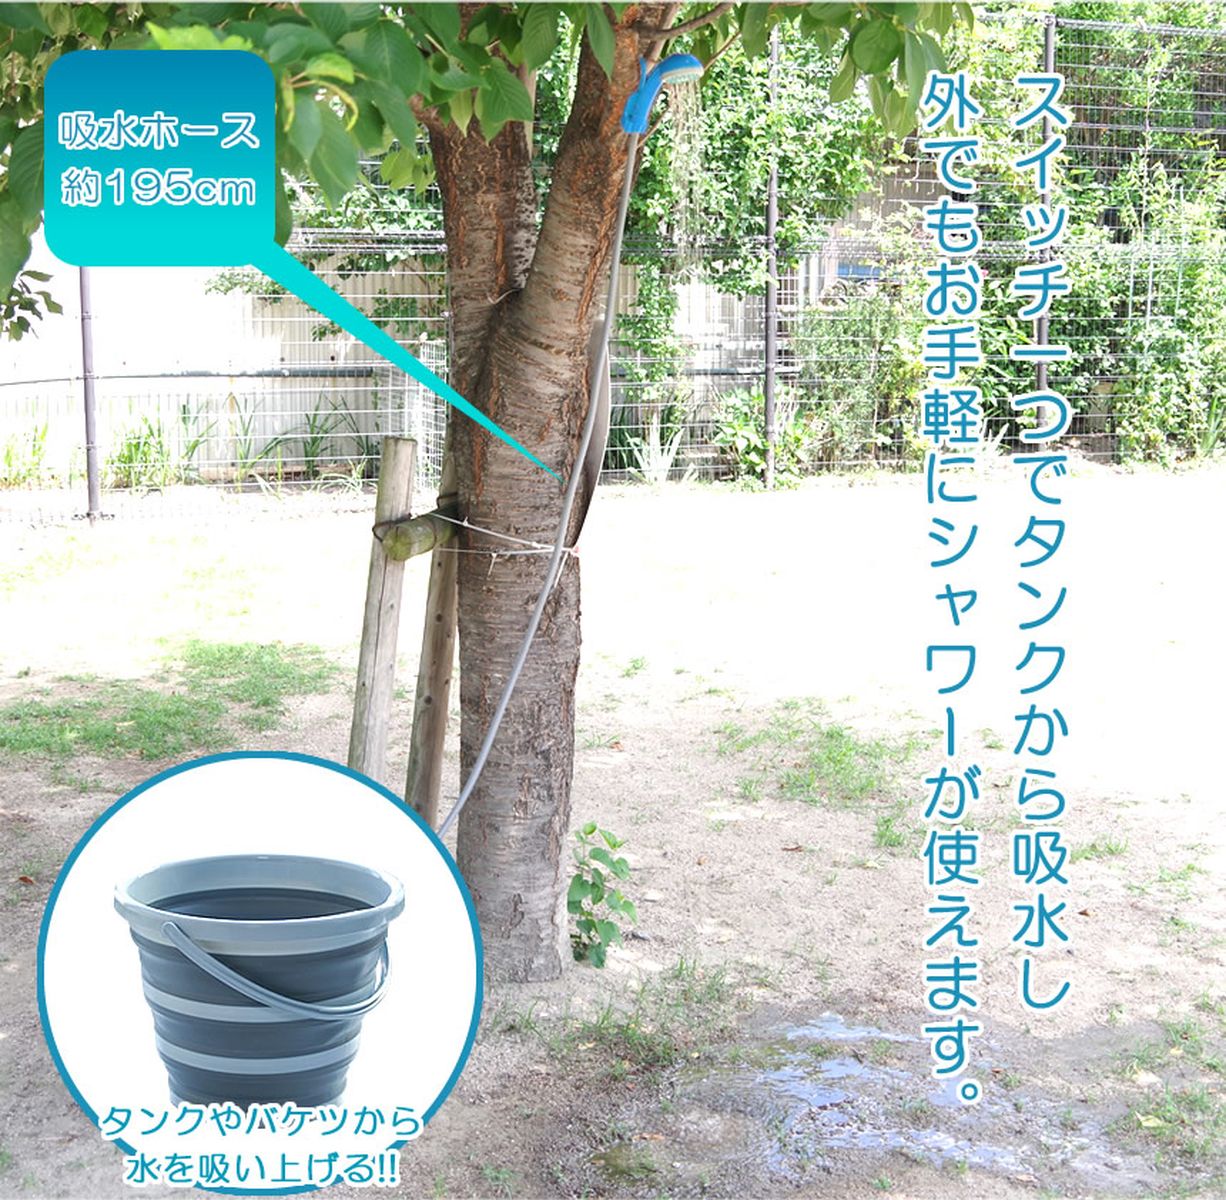 吸水ホース
約195cm
スイッチ一つでタンクから吸水し
外でもお手軽にシャワーが使えます。
タンクやバケツから
水を吸い上げる!!